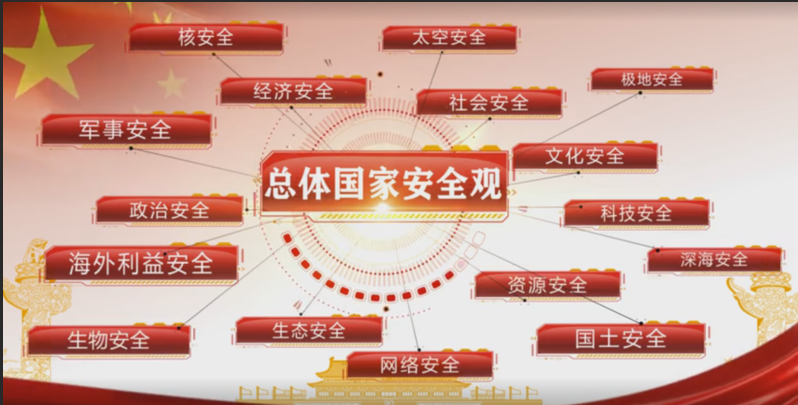 核安全
太空安全
经济安全
极地安全
社会安全
军事安全
文化安全
总体国家安全观
政治安全
科技安全
海外利益安全
深海安全
资源安全
生物安全
生态安全
国土安全
网络安全